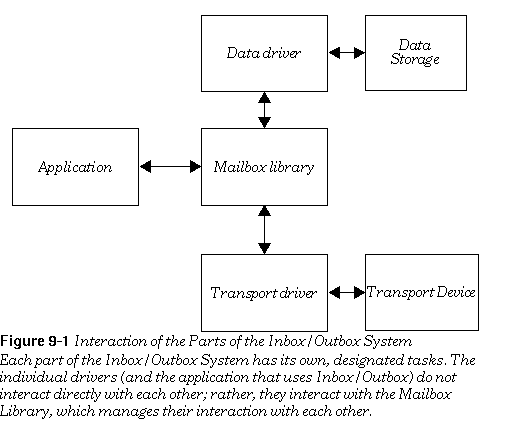 Data driver
Data
Storage
Application
Mailbox library
Transport driver
Transport Device
Figure 9-1 Interaction of the Parts of the Inbox/Outbox System
Each part of the Inbox/Outbox System has its own, designated tasks. The
individual drivers (and the application that uses Inbox/Outbox) do not
interact directly with each other; rather, they interact with the Mailbox
Library, which manages their interaction with each other.